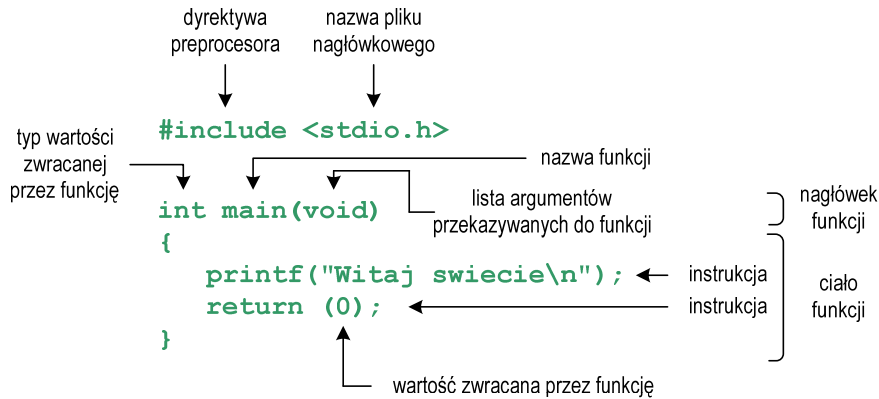 dyrektywa
preprocesora
nazwa pliku
nagłówkowego
#include <stdio.h>
typ wartości
zwracanej
przez funkcję
nazwa funkcji
int main(void)
lista argumentów
przekazywanych do funkcji
nagłówek
funkcji
{
printf("Witaj swiecie\n");
instrukcja
return (0);
instrukcja
}
ciało
funkcji
wartość zwracana przez funkcję